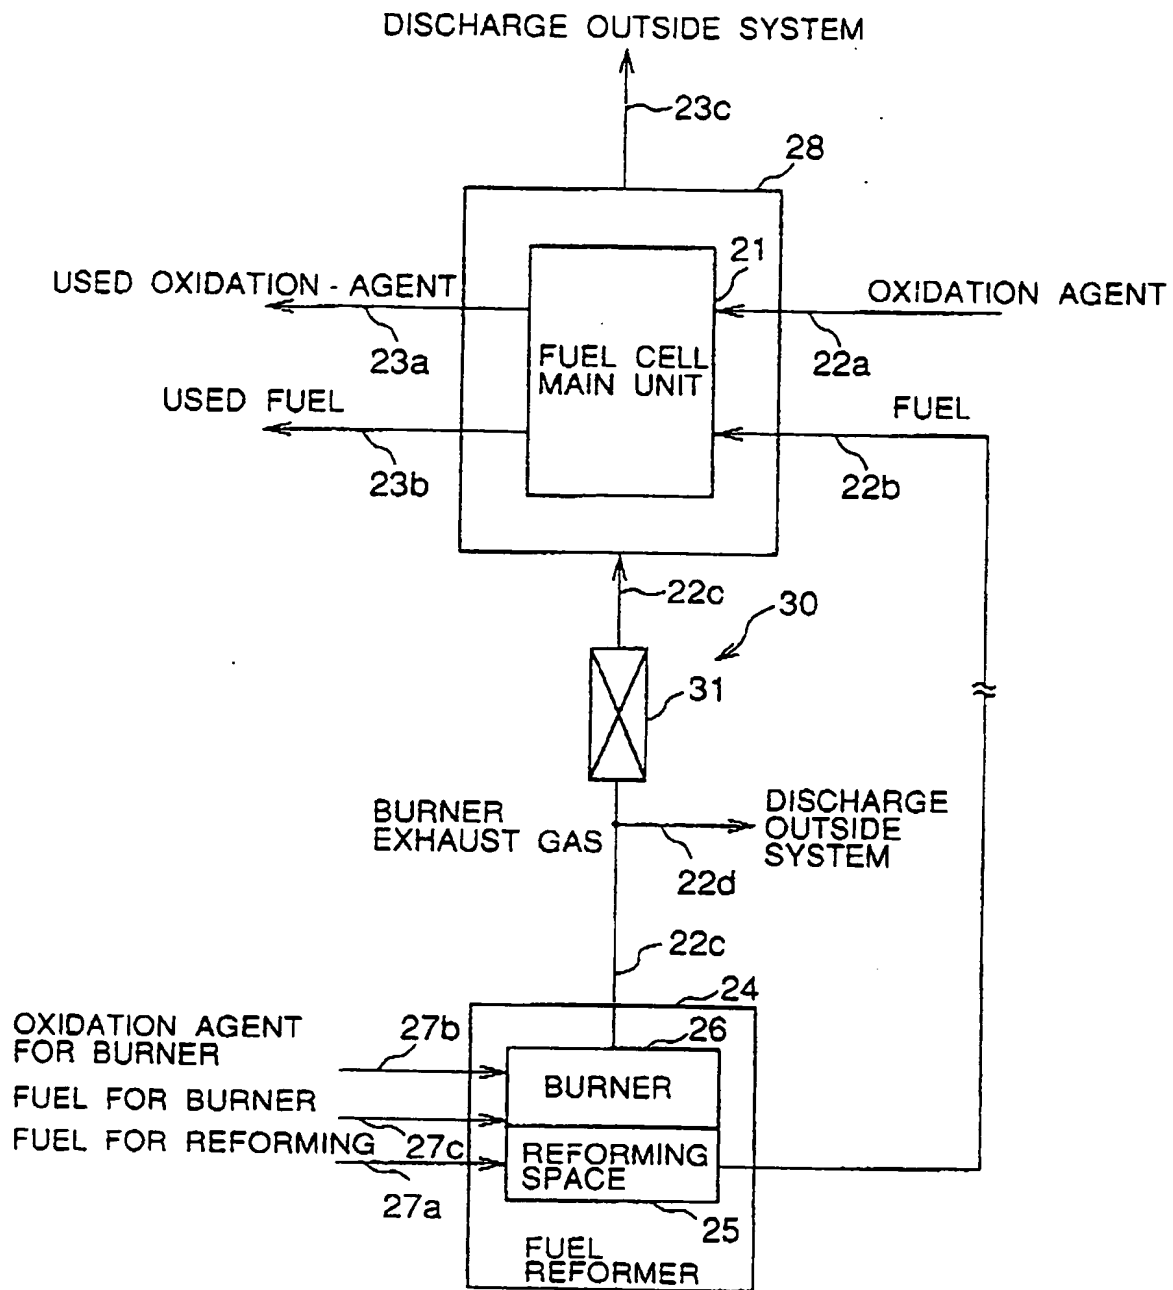 DISCHARGE OUTSIDE SYSTEM
23c
28
21
USED OXIDATION - AGENT
OXIDATION AGENT
23a
FUEL CELL
MAIN UNIT
22a
USED FUEL
FUEL
23b
22b
22c
30
31
BURNER
EXHAUST GAS
DISCHARGE
OUTSIDE
SYSTEM
22d
22c
24
OXIDATION AGENT
FOR BURNER
27b
26
BURNER
FUEL FOR BURNER
27c
FUEL FOR REFORMING
REFORMING
SPACE
27a
25
FUEL
REFORMER